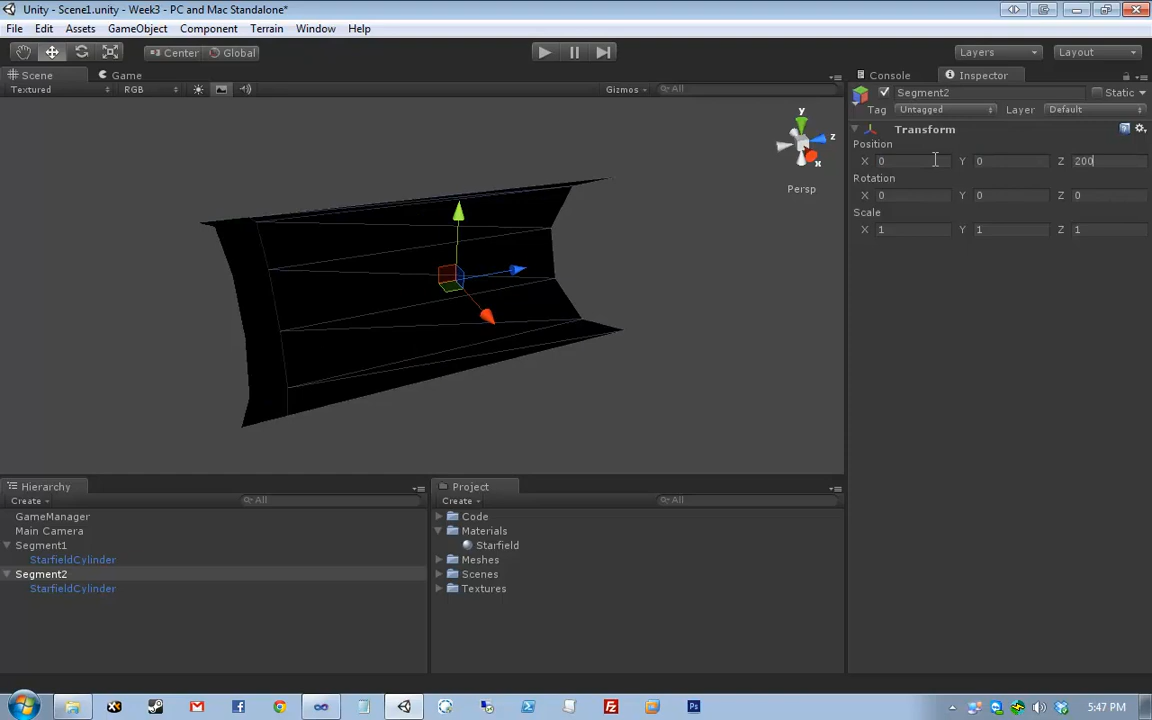 Unity - Scene1.unity - Week3 - PC and Mac Standalone*
File Edit Assets GameObject Component Terrain Window Help
Center Global Layers Layout
Scene Game Console Inspector
Textured RGB Gizmos All Segment2 Static
Tag Untagged Layer Default
y z x
Persp
Transform
Position
X 0 Y 0 Z 200
Rotation
X 0 Y 0 Z 0
Scale
X 1 Y 1 Z 1
Hierarchy
Create All
GameManager
Main Camera
Segment1
StarfieldCylinder
Segment2
StarfieldCylinder
Project
Create All
Code
Materials
Starfield
Meshes
Scenes
Textures
5:47 PM